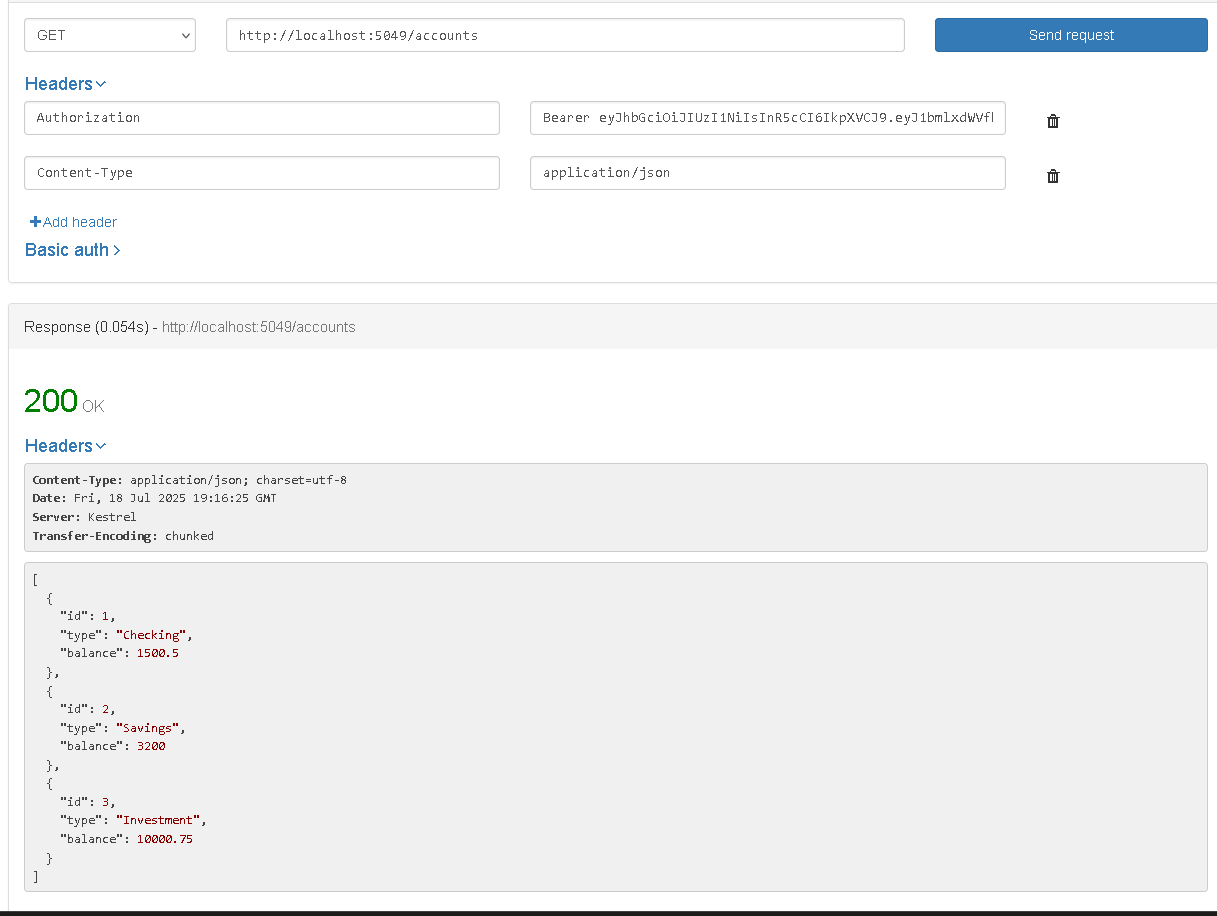 GET
http://localhost:5049/accounts
Send request
Headers
Authorization
Bearer eyJhbGciOiJIUzI1NiIsInR5cCI6IkpXVCJ9.eyJ1bmlxdWVfl
Content-Type
application/json
Add header
Basic auth
Response (0.054s) - http://localhost:5049/accounts
200 OK
Headers
Content-Type: application/json; charset=utf-8
Date: Fri, 18 Jul 2025 19:16:25 GMT
Server: Kestrel
Transfer-Encoding: chunked
[
  {
    "id": 1,
    "type": "Checking",
    "balance": 1500.5
  },
  {
    "id": 2,
    "type": "Savings",
    "balance": 3200
  },
  {
    "id": 3,
    "type": "Investment",
    "balance": 10000.75
  }
]